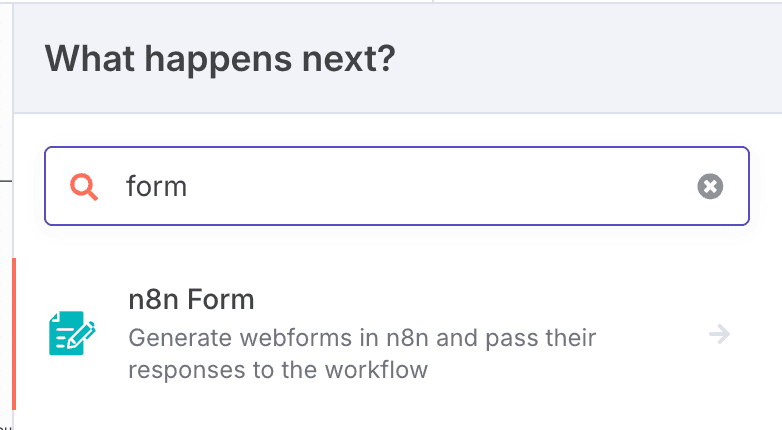 What happens next?
form
n8n Form
Generate webforms in n8n and pass their
responses to the workflow